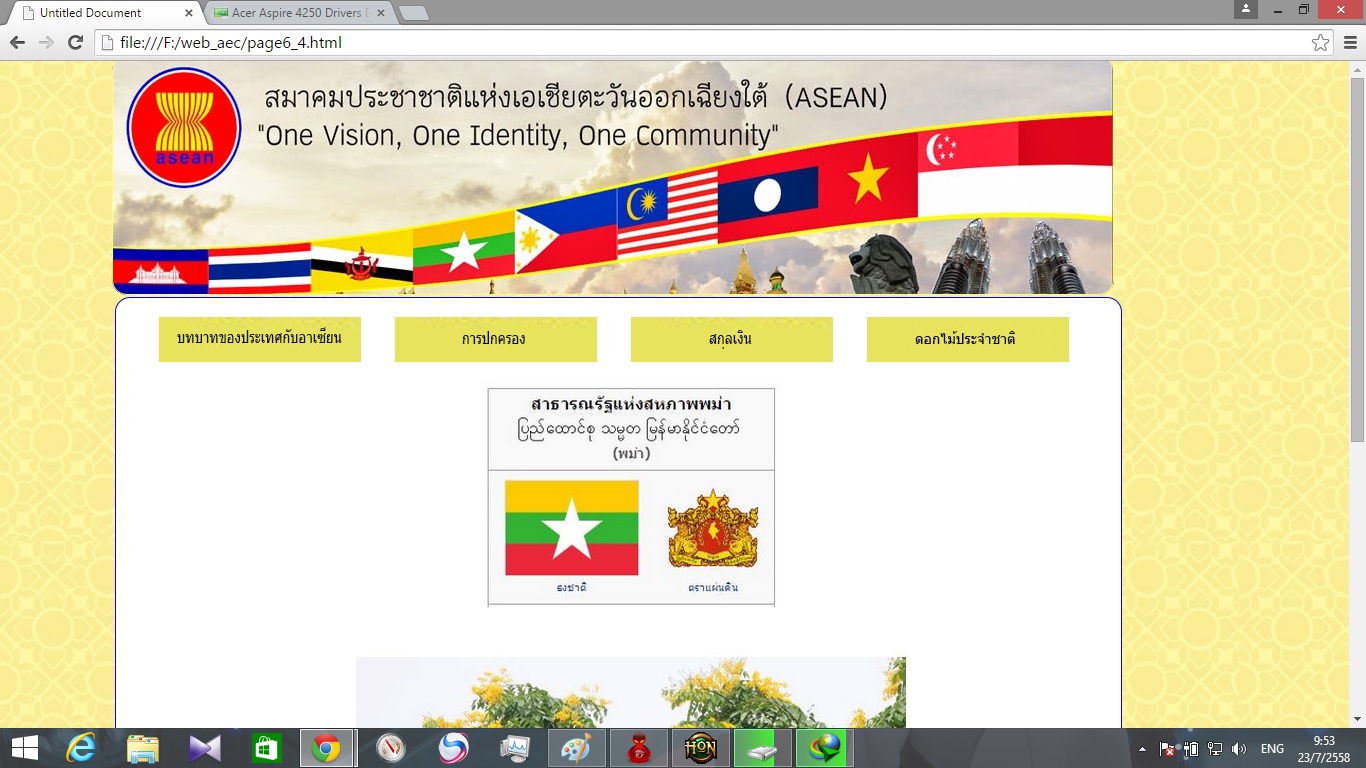 Untitled Document
Acer Aspire 4250 Drivers
file:///F:/web_aec/page6_4.html
สมาคมประชาชาติแห่งเอเชียตะวันออกเฉียงใต้ (ASEAN)
"One Vision, One Identity, One Community"
asean
บทบาทของประเทศกับอาเซียน
การปกครอง
สกุลเงิน
ดอกไม้ประจำชาติ
สาธารณรัฐแห่งสหภาพพม่า
ပြည်ထောင်စု သမ္မတ မြန်မာနိုင်ငံတော်
(พม่า)
ธงชาติ
ตราแผ่นดิน
HON
ENG
9:53
23/7/2558